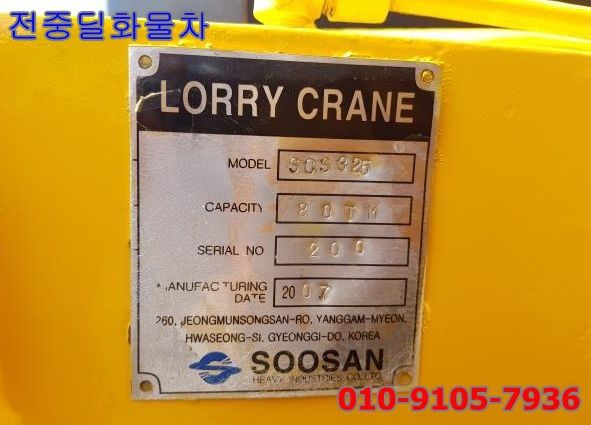 전중딜화물차
LORRY CRANE
MODEL SCS325
CAPACITY 80TM
SERIAL NO 200
MANUFACTURING
DATE 2007
260, JEONGMUNSONGSAN-RO, YANGGAM-MYEON,
HWASEONG-SI, GYEONGGI-DO, KOREA
SOOSAN
HEAVY INDUSTRIES CO.,LTD.
010-9105-7936